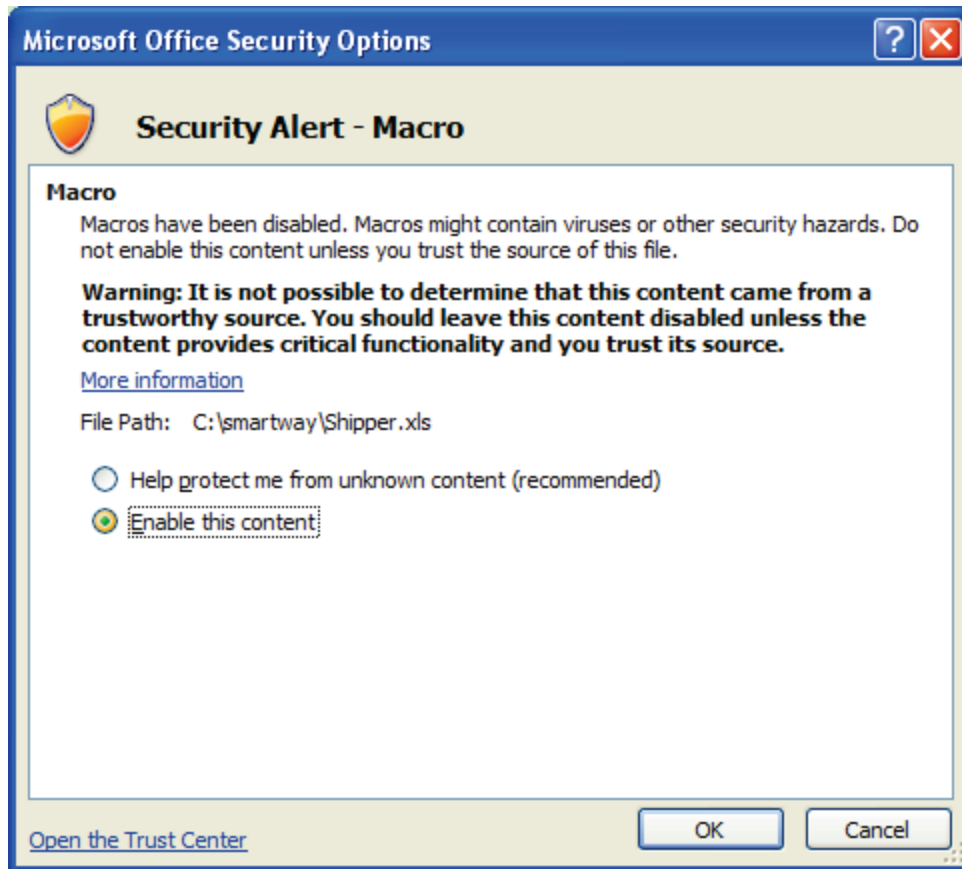 Microsoft Office Security Options
Security Alert - Macro
Macro
Macros have been disabled. Macros might contain viruses or other security hazards. Do
not enable this content unless you trust the source of this file.
Warning: It is not possible to determine that this content came from a
trustworthy source. You should leave this content disabled unless the
content provides critical functionality and you trust its source.
More information
File Path: C:\smartway\Shipper.xls
Help protect me from unknown content (recommended)
Enable this content
Open the Trust Center
OK
Cancel